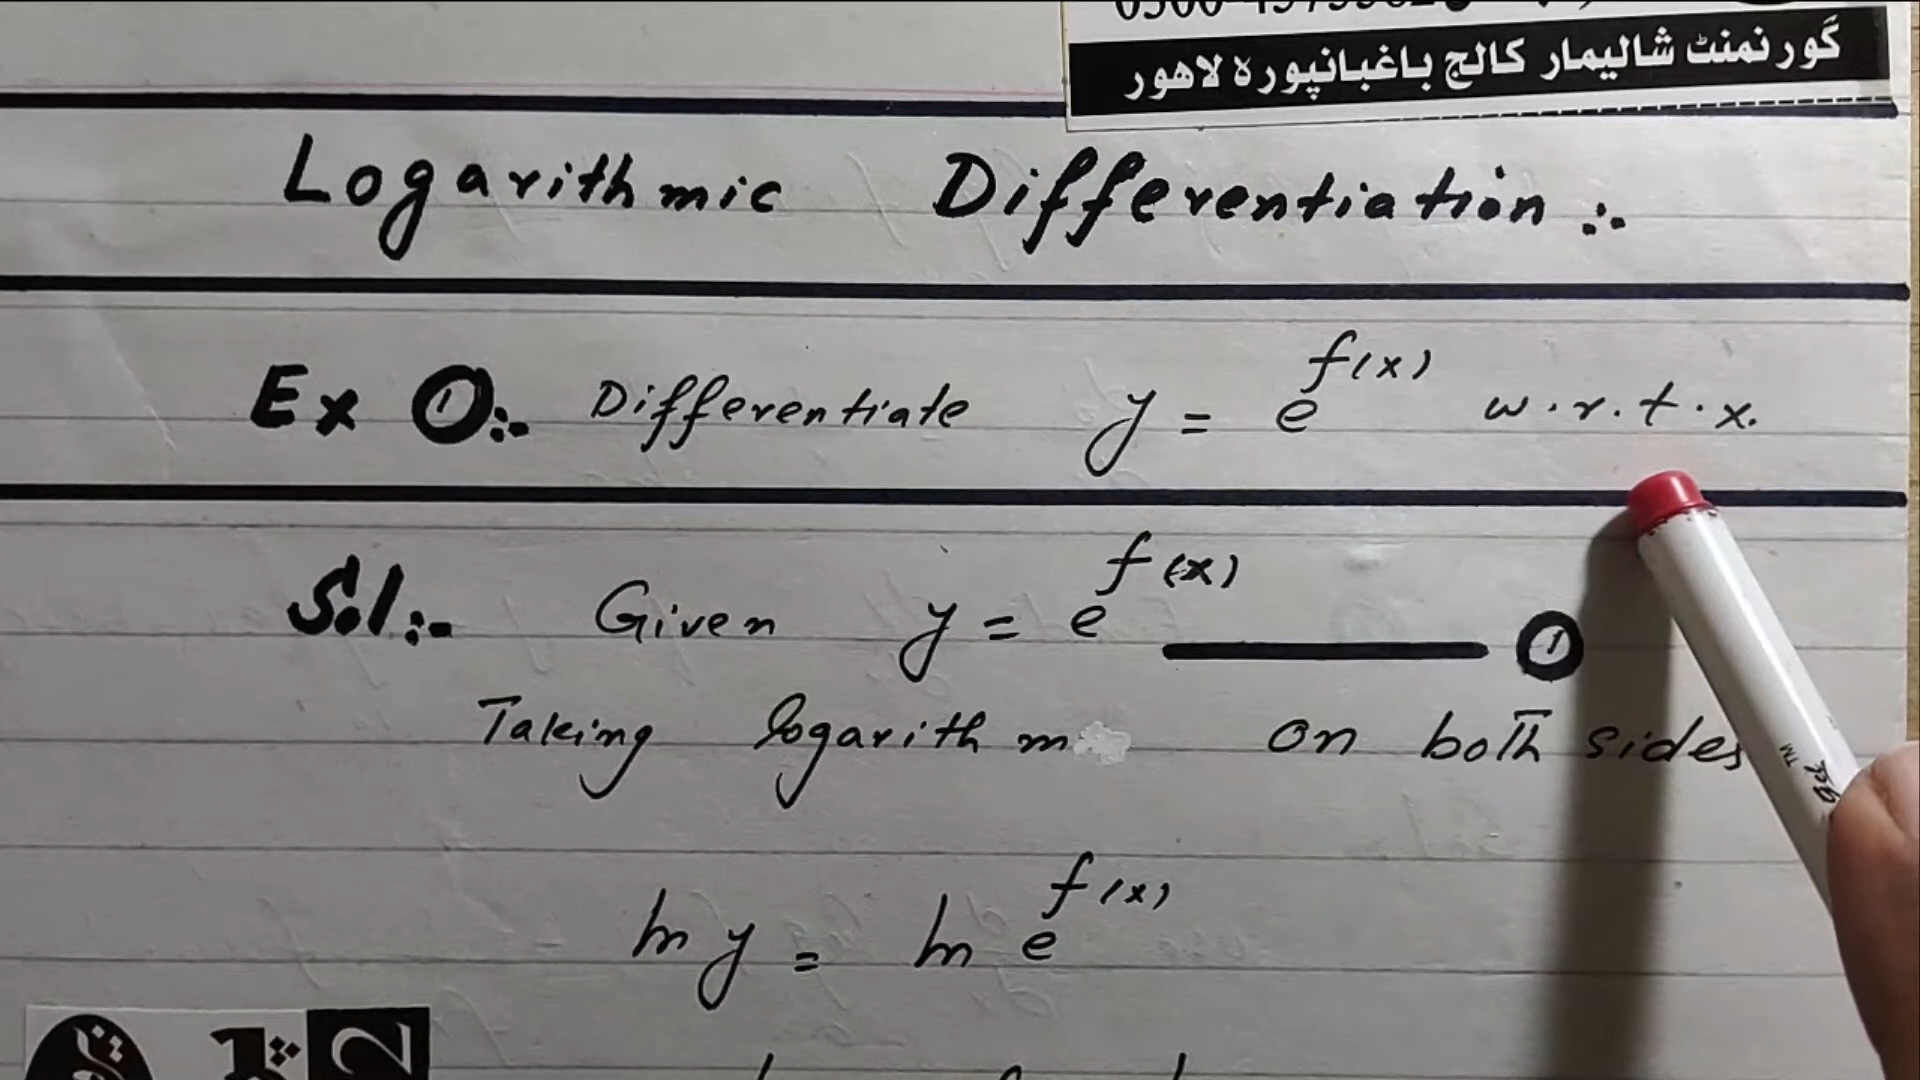 گورنمنٹ شالیمار کالج باغبانپورہ لاهور
Logarithmic Differentiation :-
Ex ①:- Differentiate y = e^f(x) w.r.t.x.
Sol:- Given y = e^f(x) ——— ①
Taking logarithm on both sides
ln y = ln e^f(x)